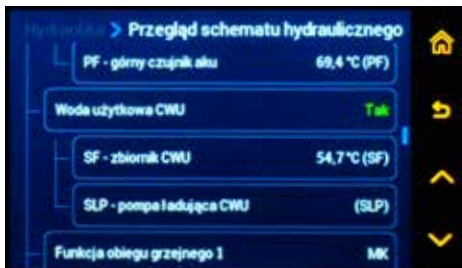 Hydraulika > Przegląd schematu hydraulicznego
PF - górny czujnik aku 69,4 °C (PF)
Woda użytkowa CWU Tak
SF - zbiornik CWU 54,7 °C (SF)
SLP - pompa ładująca CWU (SLP)
Funkcja obiegu grzejnego 1 MK